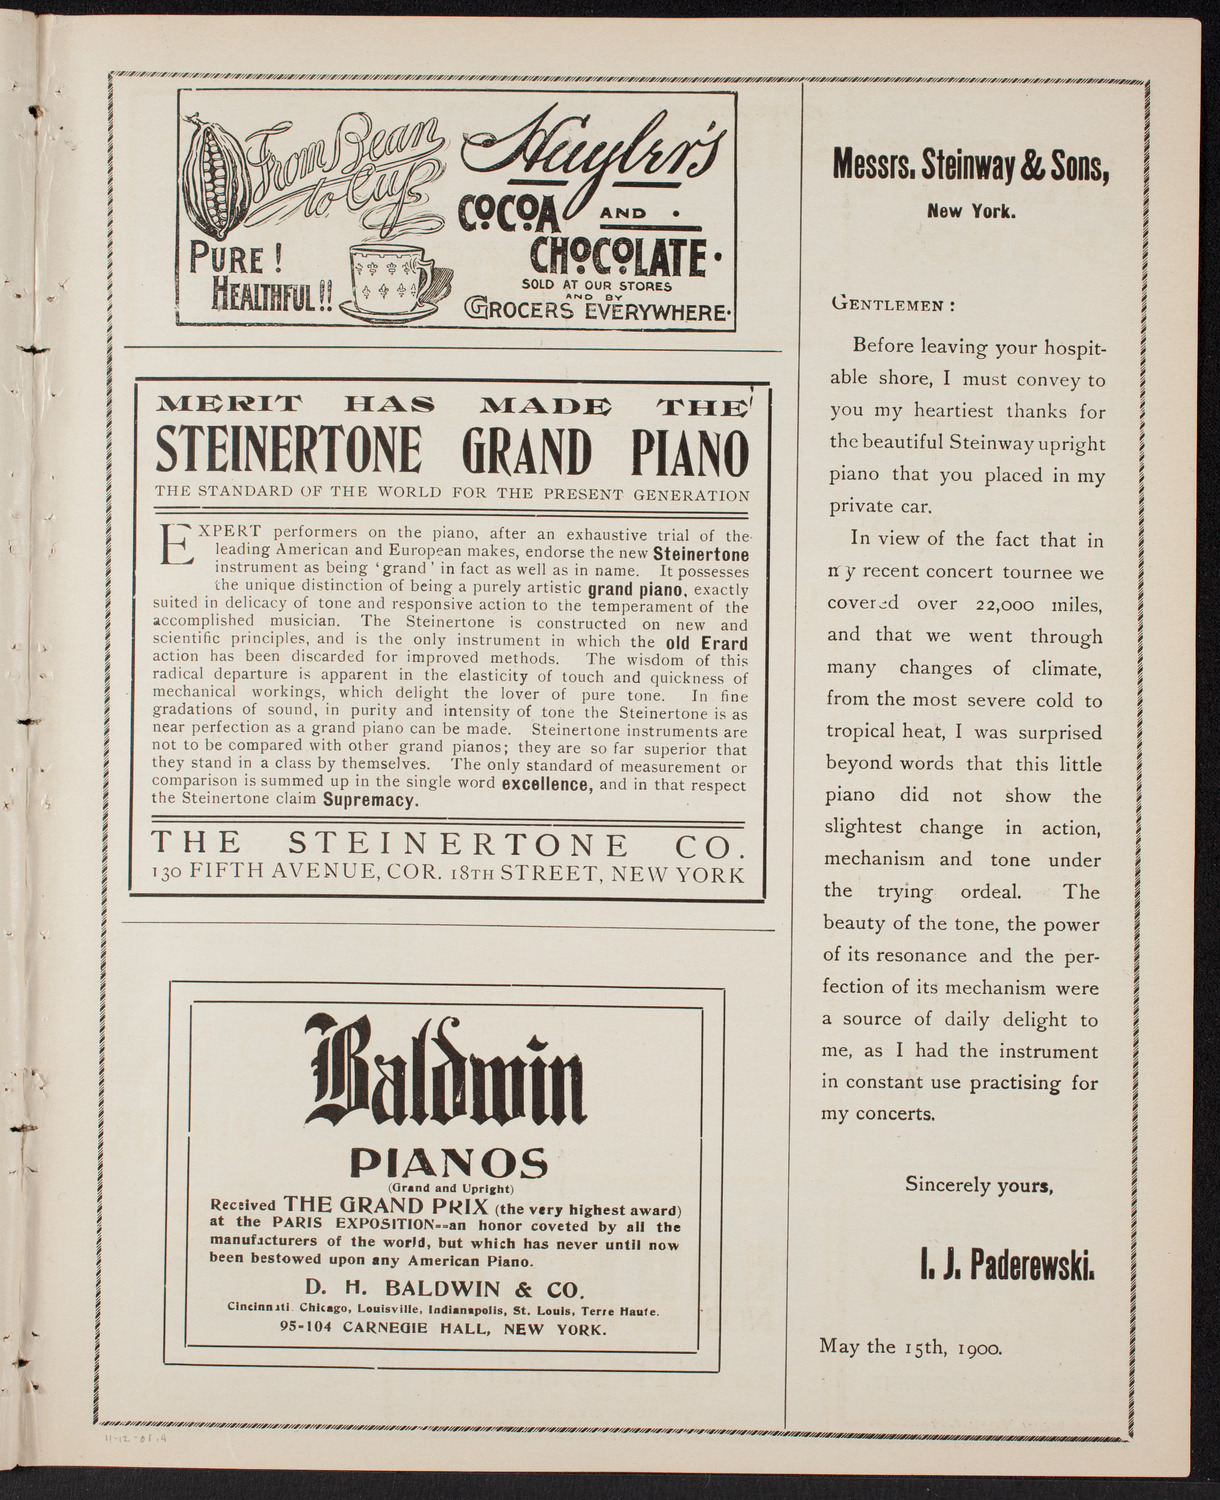 From Bean
to Cup
Huyler's
COCOA AND
CHOCOLATE.
PURE!
HEALTHFUL!!
SOLD AT OUR STORES
AND BY
GROCERS EVERYWHERE.
MERIT HAS MADE THE
STEINERTONE GRAND PIANO
THE STANDARD OF THE WORLD FOR THE PRESENT GENERATION
EXPERT performers on the piano, after an exhaustive trial of the
leading American and European makes, endorse the new Steinertone
instrument as being 'grand' in fact as well as in name. It possesses
the unique distinction of being a purely artistic grand piano, exactly
suited in delicacy of tone and responsive action to the temperament of the
accomplished musician. The Steinertone is constructed on new and
scientific principles, and is the only instrument in which the old Erard
action has been discarded for improved methods. The wisdom of this
radical departure is apparent in the elasticity of touch and quickness of
mechanical workings, which delight the lover of pure tone. In fine
gradations of sound, in purity and intensity of tone the Steinertone is as
near perfection as a grand piano can be made. Steinertone instruments are
not to be compared with other grand pianos; they are so far superior that
they stand in a class by themselves. The only standard of measurement or
comparison is summed up in the single word excellence, and in that respect
the Steinertone claim Supremacy.
THE STEINERTONE CO.
130 FIFTH AVENUE, COR. 18TH STREET, NEW YORK
Baldwin
PIANOS
(Grand and Upright)
Received THE GRAND PRIX (the very highest award)
at the PARIS EXPOSITION--an honor coveted by all the
manufacturers of the world, but which has never until now
been bestowed upon any American Piano.
D. H. BALDWIN & CO.
Cincinnati. Chicago, Louisville, Indianapolis, St. Louis, Terre Haute.
95-104 CARNEGIE HALL, NEW YORK.
Messrs. Steinway & Sons,
New York.
GENTLEMEN:
Before leaving your hospit-
able shore, I must convey to
you my heartiest thanks for
the beautiful Steinway upright
piano that you placed in my
private car.
In view of the fact that in
my recent concert tournee we
covered over 22,000 miles,
and that we went through
many changes of climate,
from the most severe cold to
tropical heat, I was surprised
beyond words that this little
piano did not show the
slightest change in action,
mechanism and tone under
the trying ordeal. The
beauty of the tone, the power
of its resonance and the per-
fection of its mechanism were
a source of daily delight to
me, as I had the instrument
in constant use practising for
my concerts.
Sincerely yours,
I. J. Paderewski.
May the 15th, 1900.